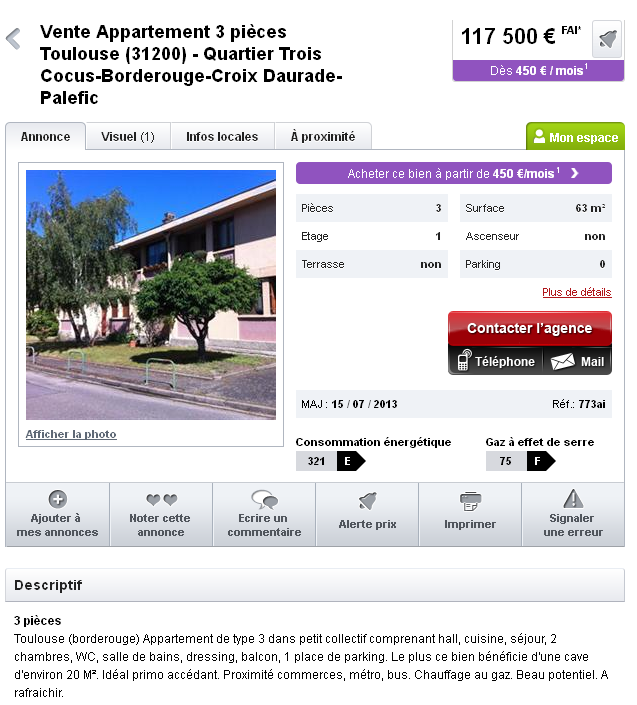 Vente Appartement 3 pièces
Toulouse (31200) - Quartier Trois
Cocus-Borderouge-Croix Daurade-
Palefic
117 500 € FAI*
Dès 450 € / mois1
Annonce
Visuel (1)
Infos locales
À proximité
Mon espace
Acheter ce bien à partir de 450 €/mois1
Pièces 3
Surface 63 m²
Etage 1
Ascenseur non
Terrasse non
Parking 0
Plus de détails
Contacter l'agence
Téléphone
Mail
MAJ : 15 / 07 / 2013
Réf.: 773ai
Afficher la photo
Consommation énergétique
321 E
Gaz à effet de serre
75 F
Ajouter à
mes annonces
Noter cette
annonce
Ecrire un
commentaire
Alerte prix
Imprimer
Signaler
une erreur
Descriptif
3 pièces
Toulouse (borderouge) Appartement de type 3 dans petit collectif comprenant hall, cuisine, séjour, 2
chambres, WC, salle de bains, dressing, balcon, 1 place de parking. Le plus ce bien bénéficie d'une cave
d'environ 20 M². Idéal primo accédant. Proximité commerces, métro, bus. Chauffage au gaz. Beau potentiel. A
rafraichir.